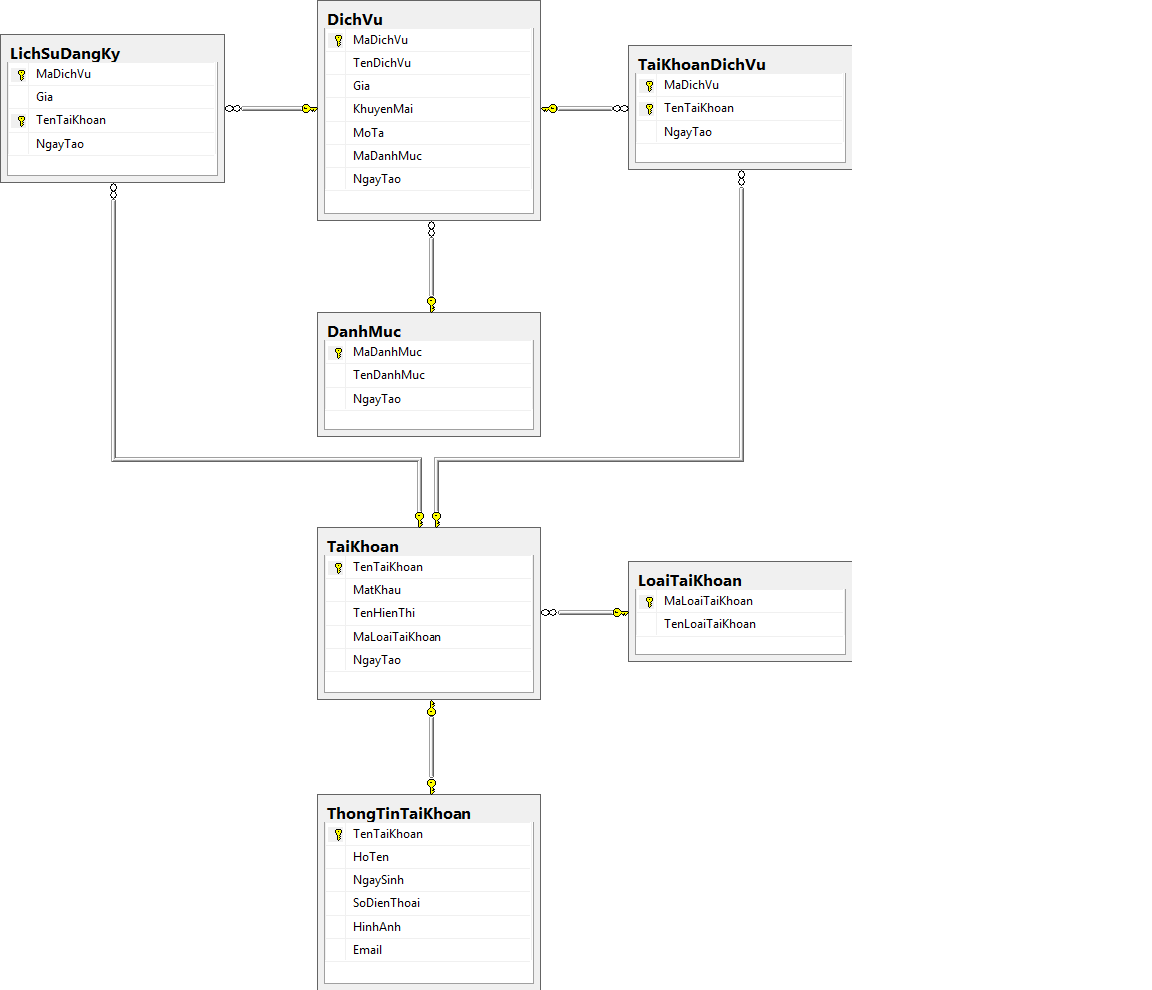 LichSuDangKy
MaDichVu
Gia
TenTaiKhoan
NgayTao
DichVu
MaDichVu
TenDichVu
Gia
KhuyenMai
MoTa
MaDanhMuc
NgayTao
TaiKhoanDichVu
MaDichVu
TenTaiKhoan
NgayTao
DanhMuc
MaDanhMuc
TenDanhMuc
NgayTao
TaiKhoan
TenTaiKhoan
MatKhau
TenHienThi
MaLoaiTaiKhoan
NgayTao
LoaiTaiKhoan
MaLoaiTaiKhoan
TenLoaiTaiKhoan
ThongTinTaiKhoan
TenTaiKhoan
HoTen
NgaySinh
SoDienThoai
HinhAnh
Email